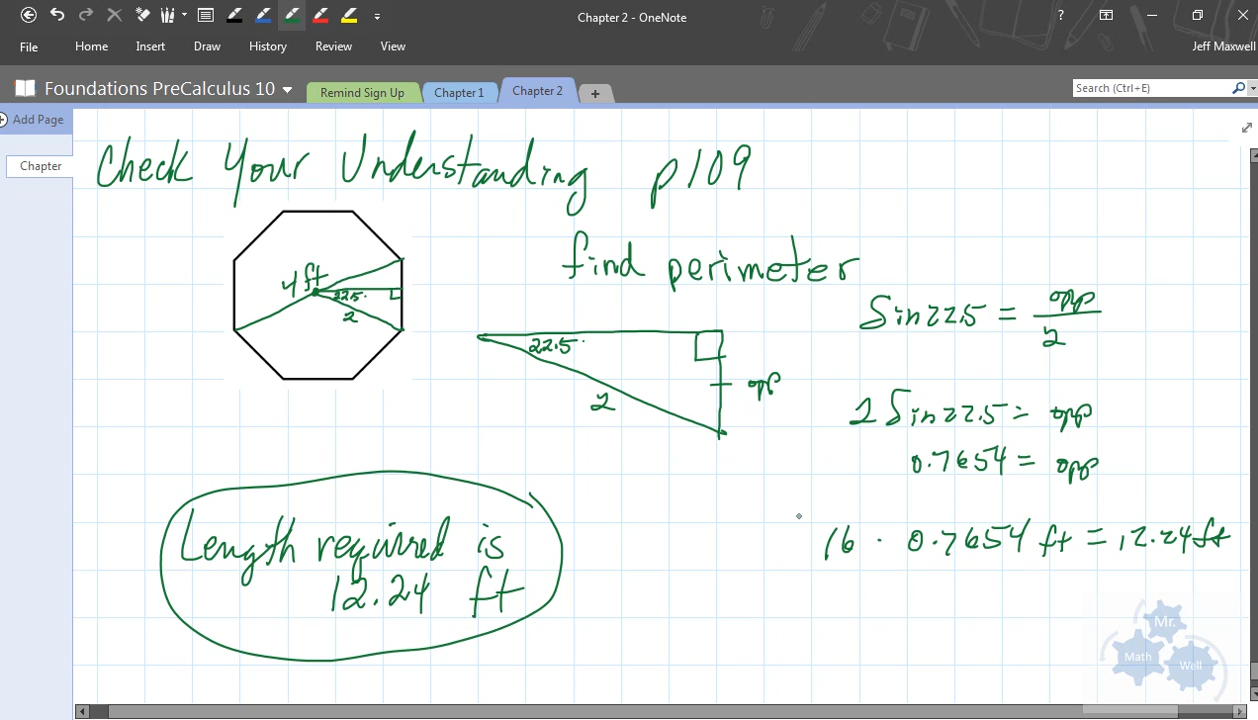 Chapter 2 - OneNote
?
File
Home
Insert
Draw
History
Review
View
Jeff Maxwell
Foundations PreCalculus 10
Remind Sign Up
Chapter 1
Chapter 2
+
Search (Ctrl+E)
Add Page
Chapter
Check Your Understanding p109
find perimeter
4 ft
22.5
2
22.5
2
opp
Sin 22.5 = opp / 2
2 Sin 22.5 = opp
0.7654 = opp
16 · 0.7654 ft = 12.24 ft
Length required is
12.24 ft
Mr.
Math
Well